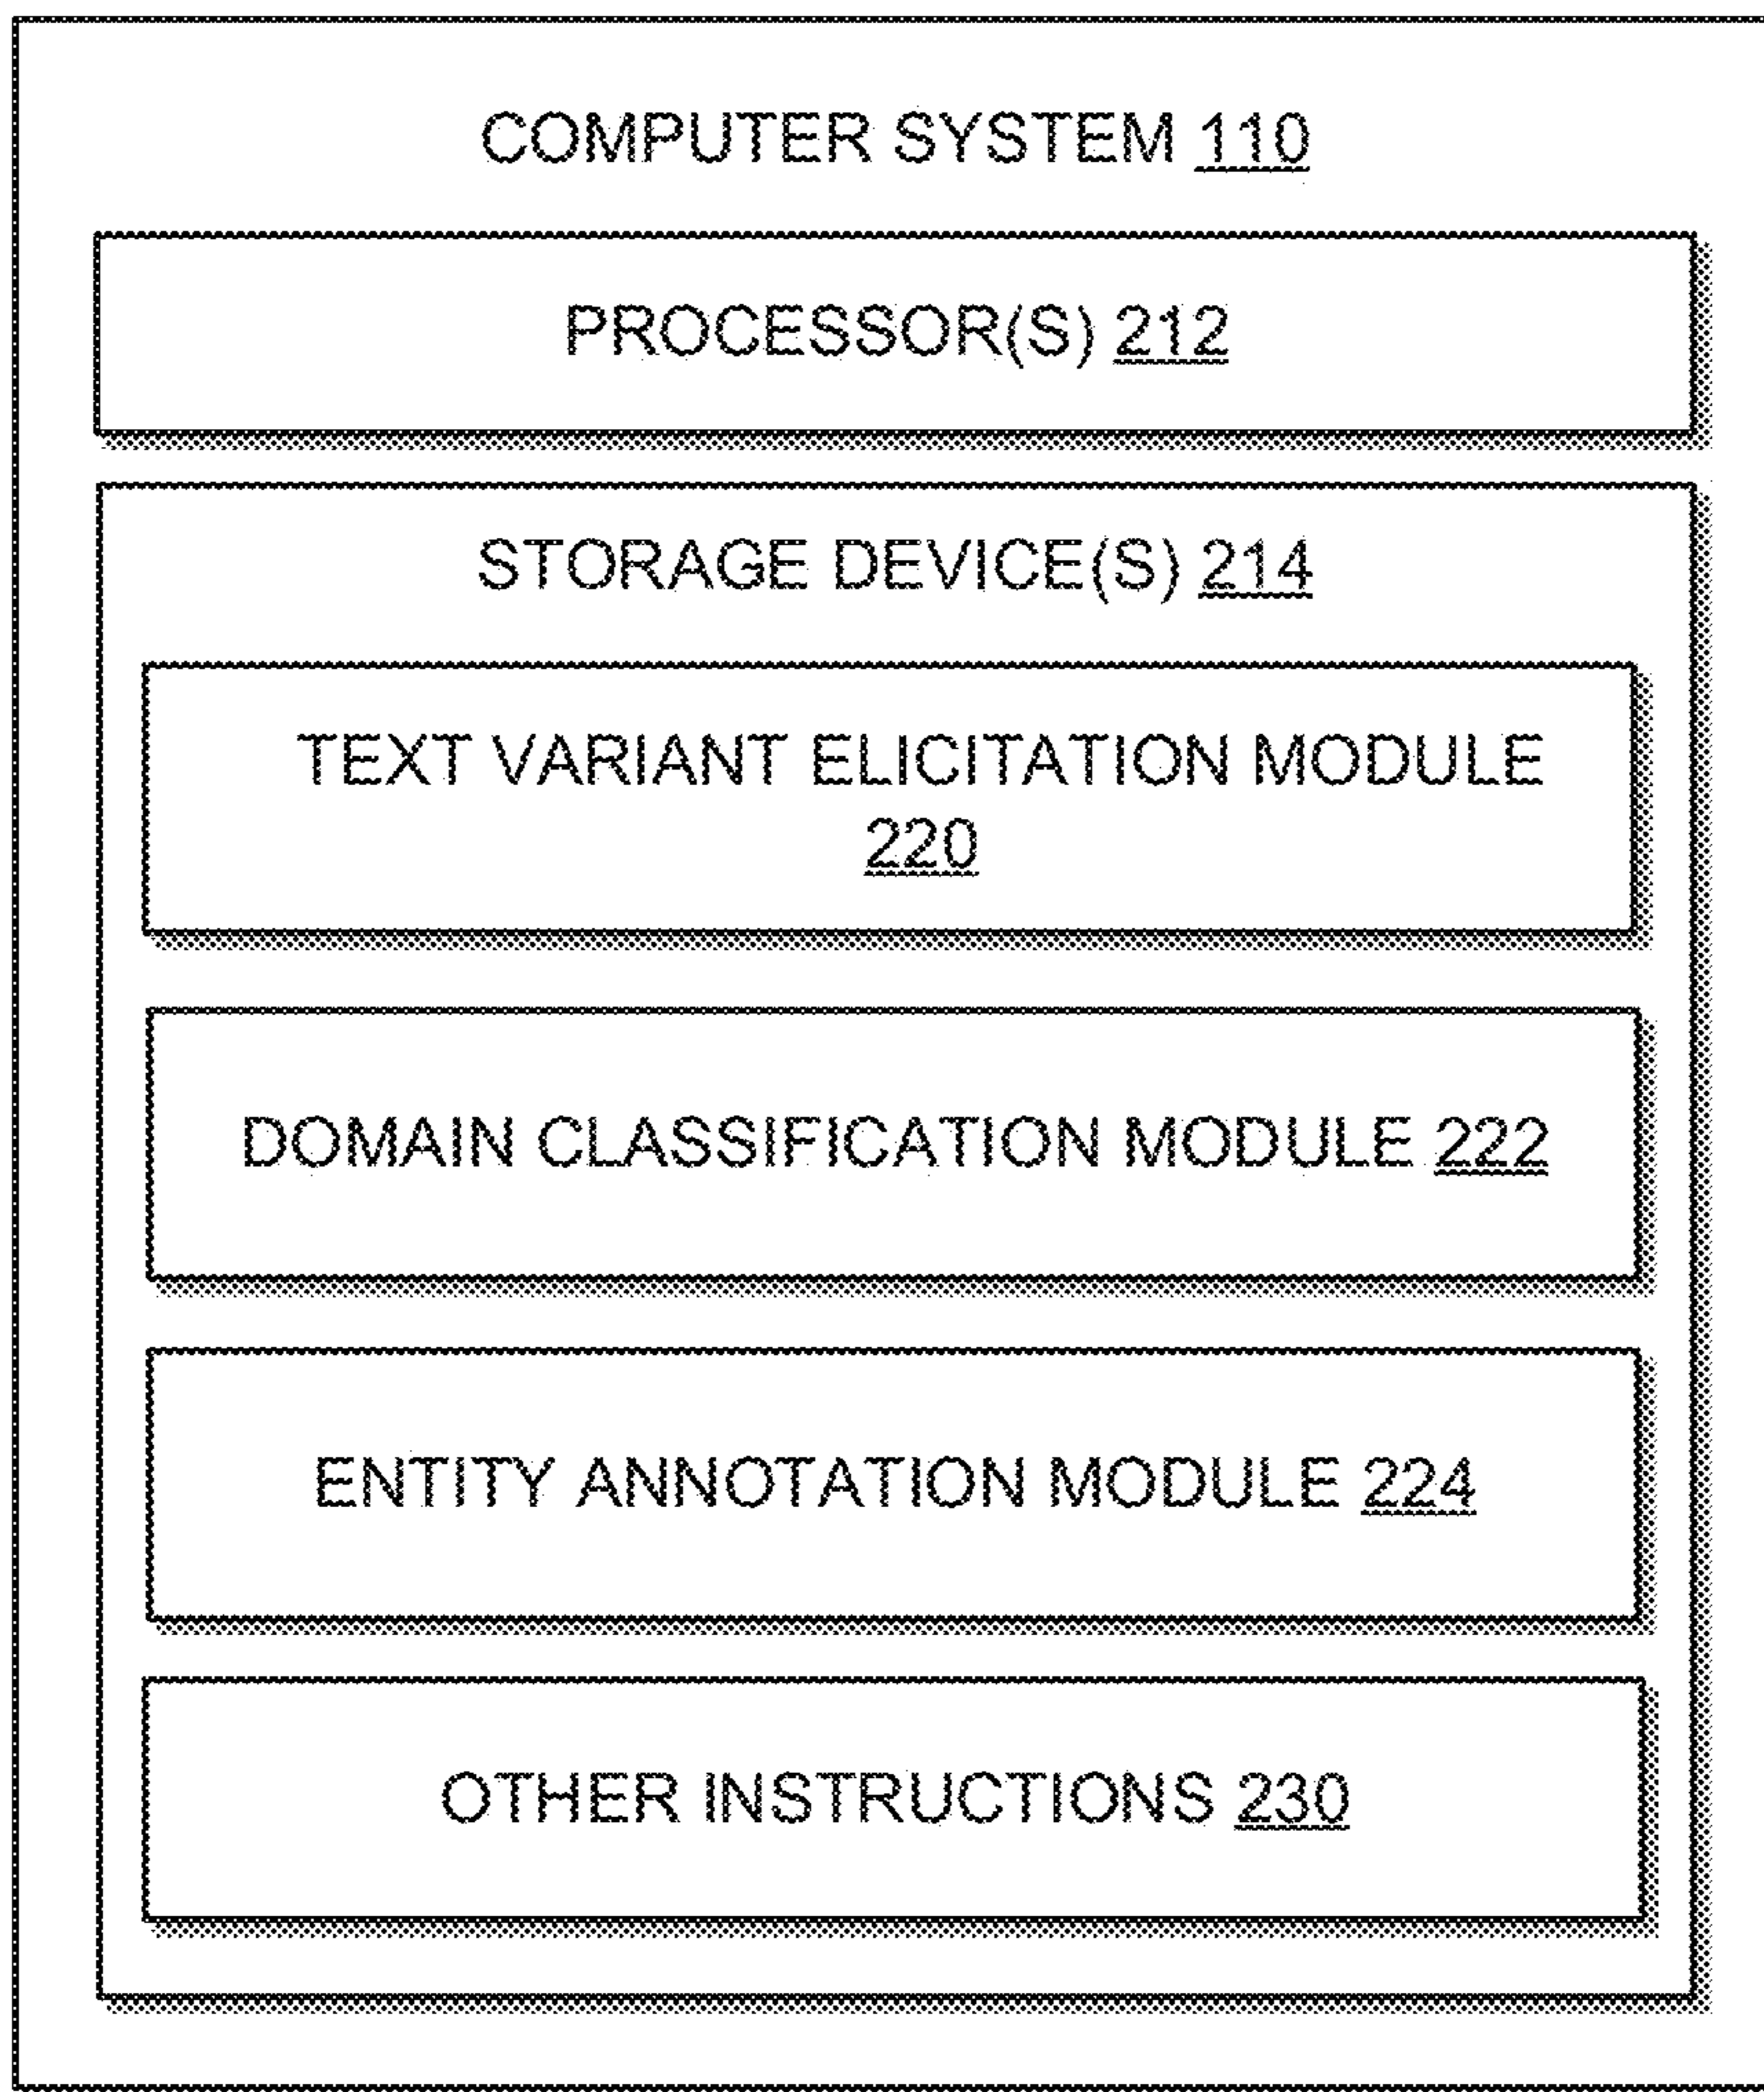 COMPUTER SYSTEM 110
PROCESSOR(S) 212
STORAGE DEVICE(S) 214
TEXT VARIANT ELICITATION MODULE
220
DOMAIN CLASSIFICATION MODULE 222
ENTITY ANNOTATION MODULE 224
OTHER INSTRUCTIONS 230